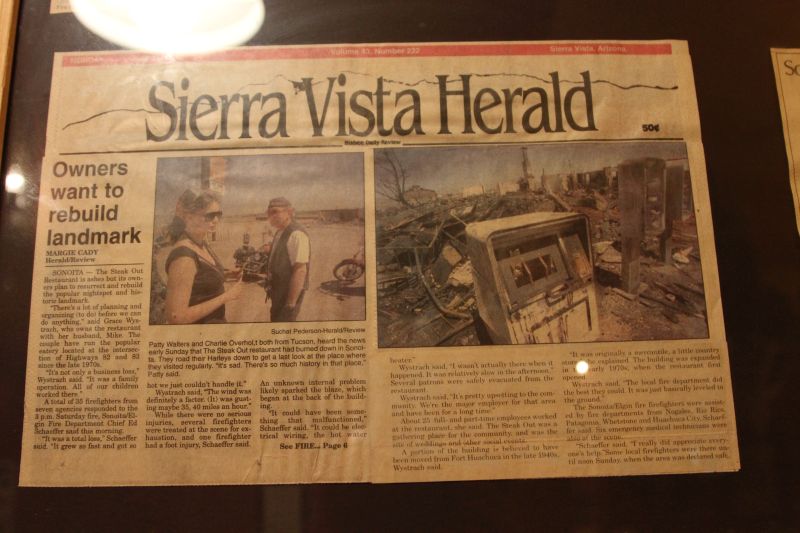 Volume 43, Number 232
Sierra Vista, Arizona,
Sierra Vista Herald
50¢
Bisbee Daily Review
Owners
want to
rebuild
landmark
MARGIE CADY
Herald/Review
SONOITA — The Steak Out
Restaurant is ashes but its own-
ers plan to resurrect and rebuild
the popular nightspot and his-
toric landmark.
"There's a lot of planning and
organizing (to do) before we can
do anything," said Grace Wys-
trach, who owns the restaurant
with her husband, Mike. The
couple have run the popular
eatery located at the intersec-
tion of Highways 82 and 83
since the late 1970s.
"It's not only a business loss,"
Wystrach said. "It was a family
operation. All of our children
worked there."
A total of 35 firefighters from
seven agencies responded to the
3 p.m. Saturday fire, Sonoita/El-
gin Fire Department Chief Ed
Schaeffer said this morning.
"It was a total loss," Schaeffer
said. "It grew so fast and got so
Suchat Pederson-Herald/Review
Patty Walters and Charlie Overholt both from Tucson, heard the news
early Sunday that The Steak Out restaurant had burned down in Sonoi-
ta. They road their Harleys down to get a last look at the place where
they visited regularly. "It's sad. There's so much history in that place,"
Patty said.
hot we just couldn't handle it."
Wystrach said, "The wind was
definitely a factor. (It) was gust-
ing maybe 35, 40 miles an hour."
While there were no serious
injuries, several firefighters
were treated at the scene for ex-
haustion, and one firefighter
had a foot injury, Schaeffer said.
An unknown internal problem
likely sparked the blaze, which
began at the back of the build-
ing.
"It could have been some-
thing that malfunctioned,"
Schaeffer said. "It could be elec-
trical wiring, the hot water
See FIRE... Page 6
heater."
Wystrach said, "I wasn't actually there when it
happened. It was relatively slow in the afternoon."
Several patrons were safely evacuated from the
restaurant.
Wystrach said, "It's pretty upsetting to the com-
munity. We're the major employer for that area
and have been for a long time."
About 25 full- and part-time employees worked
at the restaurant, she said. The Steak Out was a
gathering place for the community, and was the
site of weddings and other social events.
A portion of the building is believed to have
been moved from Fort Huachuca in the late 1940s,
Wystrach said.
"It was originally a mercantile, a little country
store," she explained. The building was expanded
in the early 1970s, when the restaurant first
opened.
Wystrach said, "The local fire department did
the best they could. It was just basically leveled to
the ground."
The Sonoita/Elgin fire firefighters were assist-
ed by fire departments from Nogales, Rio Rico,
Patagonia, Whetstone and Huachuca City, Schaef-
fer said. Six emergency medical technicians were
also at the scene.
Schaeffer said, "I really did appreciate every-
one's help." Some local firefighters were there un-
til noon Sunday, when the area was declared safe.